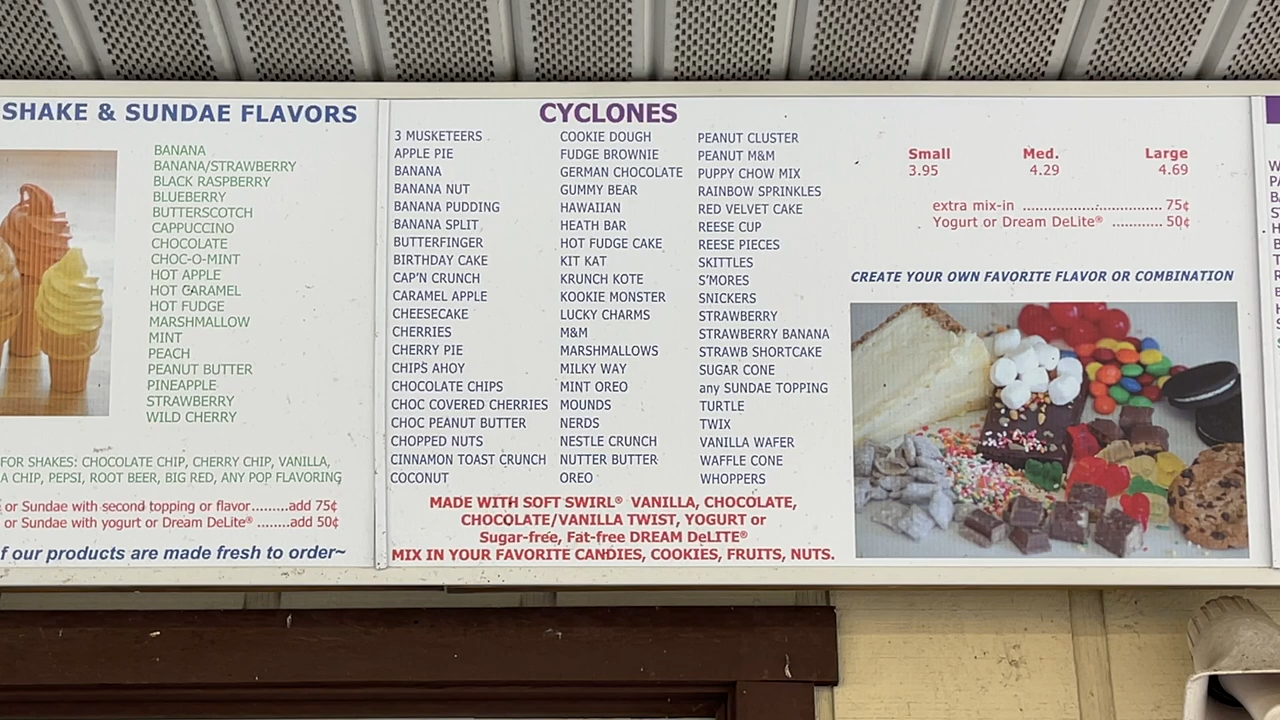 SHAKE & SUNDAE FLAVORS
BANANA
BANANA/STRAWBERRY
BLACK RASPBERRY
BLUEBERRY
BUTTERSCOTCH
CAPPUCCINO
CHOCOLATE
CHOC-O-MINT
HOT APPLE
HOT CARAMEL
HOT FUDGE
MARSHMALLOW
MINT
PEACH
PEANUT BUTTER
PINEAPPLE
STRAWBERRY
WILD CHERRY
FOR SHAKES: CHOCOLATE CHIP, CHERRY CHIP, VANILLA,
A CHIP, PEPSI, ROOT BEER, BIG RED, ANY POP FLAVORING
or Sundae with second topping or flavor.........add 75¢
or Sundae with yogurt or Dream DeLite® ........add 50¢
f our products are made fresh to order~
CYCLONES
3 MUSKETEERS
APPLE PIE
BANANA
BANANA NUT
BANANA PUDDING
BANANA SPLIT
BUTTERFINGER
BIRTHDAY CAKE
CAP'N CRUNCH
CARAMEL APPLE
CHEESECAKE
CHERRIES
CHERRY PIE
CHIPS AHOY
CHOCOLATE CHIPS
CHOC COVERED CHERRIES
CHOC PEANUT BUTTER
CHOPPED NUTS
CINNAMON TOAST CRUNCH
COCONUT
COOKIE DOUGH
FUDGE BROWNIE
GERMAN CHOCOLATE
GUMMY BEAR
HAWAIIAN
HEATH BAR
HOT FUDGE CAKE
KIT KAT
KRUNCH KOTE
KOOKIE MONSTER
LUCKY CHARMS
M&M
MARSHMALLOWS
MILKY WAY
MINT OREO
MOUNDS
NERDS
NESTLE CRUNCH
NUTTER BUTTER
OREO
PEANUT CLUSTER
PEANUT M&M
PUPPY CHOW MIX
RAINBOW SPRINKLES
RED VELVET CAKE
REESE CUP
REESE PIECES
SKITTLES
S'MORES
SNICKERS
STRAWBERRY
STRAWBERRY BANANA
STRAWB SHORTCAKE
SUGAR CONE
any SUNDAE TOPPING
TURTLE
TWIX
VANILLA WAFER
WAFFLE CONE
WHOPPERS
MADE WITH SOFT SWIRL® VANILLA, CHOCOLATE,
CHOCOLATE/VANILLA TWIST, YOGURT or
Sugar-free, Fat-free DREAM DeLITE®
MIX IN YOUR FAVORITE CANDIES, COOKIES, FRUITS, NUTS.
Small Med. Large
3.95 4.29 4.69
extra mix-in ................................ 75¢
Yogurt or Dream DeLite® ............ 50¢
CREATE YOUR OWN FAVORITE FLAVOR OR COMBINATION